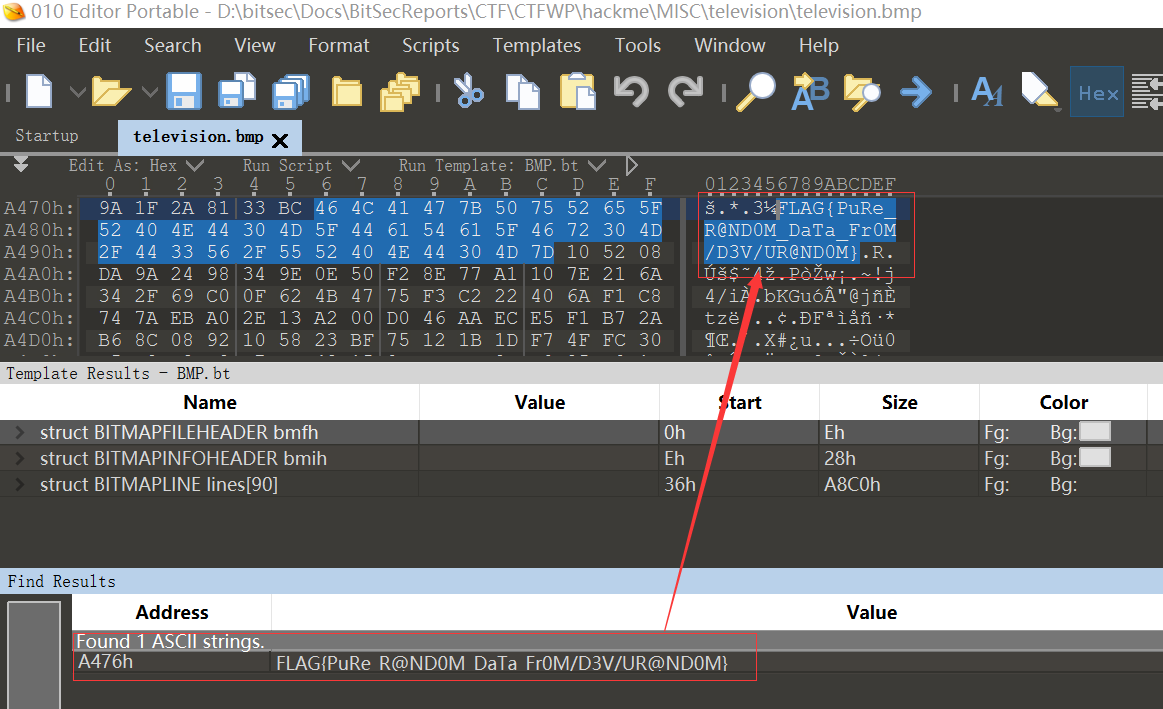 010 Editor Portable - D:\bitsec\Docs\BitSecReports\CTF\CTFWP\hackme\MISC\television\television.bmp
File Edit Search View Format Scripts Templates Tools Window Help
Hex
Startup television.bmp
Edit As: Hex Run Script Run Template: BMP.bt
0 1 2 3 4 5 6 7 8 9 A B C D E F 0123456789ABCDEF
A470h: 9A 1F 2A 81 33 BC 46 4C 41 47 7B 50 75 52 65 5F š.*.3¼FLAG{PuRe_
A480h: 52 40 4E 44 30 4D 5F 44 61 54 61 5F 46 72 30 4D R@ND0M_DaTa_Fr0M
A490h: 2F 44 33 56 2F 55 52 40 4E 44 30 4D 7D 10 52 08 /D3V/UR@ND0M}.R.
A4A0h: DA 9A 24 98 34 9E 0E 50 F2 8E 77 A1 10 7E 21 6A Úš$˜4ž.PòŽw¡.~!j
A4B0h: 34 2F 69 C0 0F 62 4B 47 75 F3 C2 22 40 6A F1 C8 4/iÀ.bKGuóÂ"@jñÈ
A4C0h: 74 7A EB A0 2E 13 A2 00 D0 46 AA EC E5 F1 B7 2A tzë ..¢.ÐFªìåñ·*
A4D0h: B6 8C 08 92 10 58 23 BF 75 12 1B 1D F7 4F FC 30 ¶Œ.’.X#¿u...÷Oü0
Template Results - BMP.bt
Name Value Start Size Color
struct BITMAPFILEHEADER bmfh 0h Eh Fg: Bg:
struct BITMAPINFOHEADER bmih Eh 28h Fg: Bg:
struct BITMAPLINE lines[90] 36h A8C0h Fg: Bg:
Find Results
Address Value
Found 1 ASCII strings.
A476h FLAG{PuRe_R@ND0M_DaTa_Fr0M/D3V/UR@ND0M}